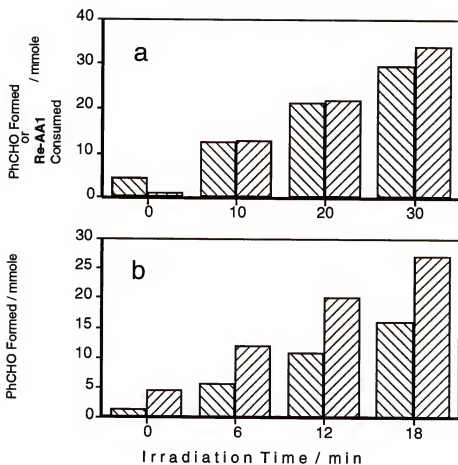 a
PhCHO Formed / mmole
or
Re-AA1
Consumed
40
30
20
10
0
0 10 20 30
b
PhCHO Formed / mmole
30
25
20
15
10
5
0
0 6 12 18
Irradiation Time / min